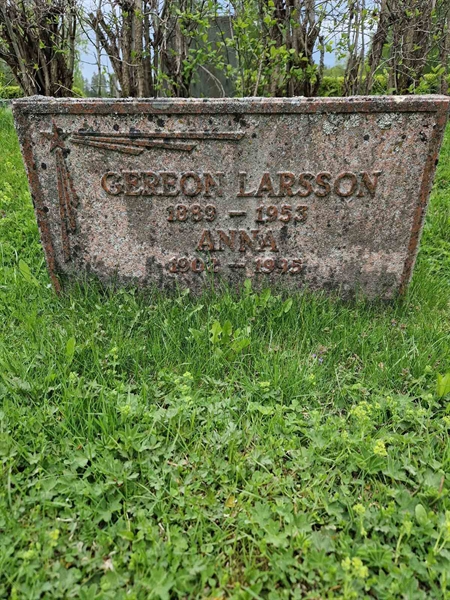 GEREON LARSSON
1889 – 1953
ANNA